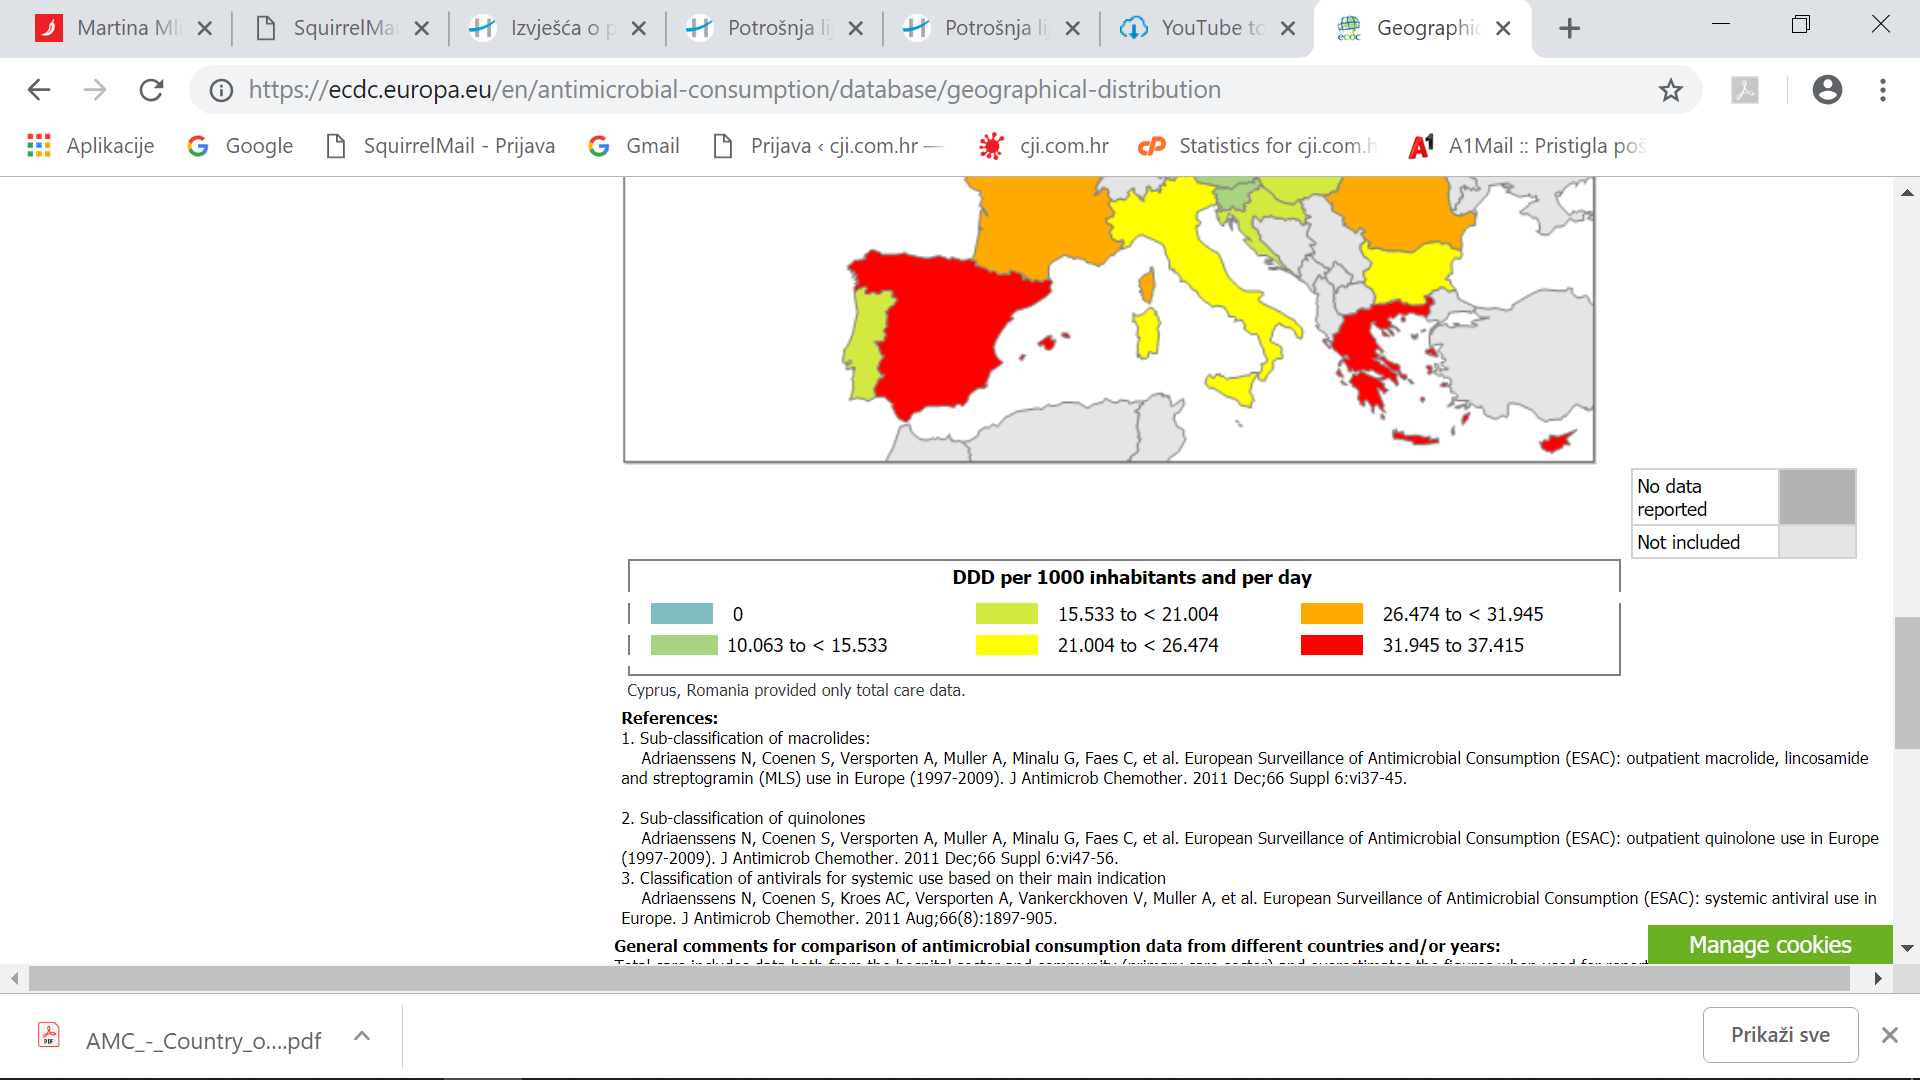 Martina Mli
SquirrelMai
Izvješća o p
Potrošnja lij
Potrošnja lij
YouTube to
ecdc
Geographic
https://ecdc.europa.eu/en/antimicrobial-consumption/database/geographical-distribution
Aplikacije
Google
SquirrelMail - Prijava
Gmail
Prijava ‹ cji.com.hr —
cji.com.hr
Statistics for cji.com.h
A1Mail :: Pristigla poš
No data
reported
Not included
DDD per 1000 inhabitants and per day
0
15.533 to < 21.004
26.474 to < 31.945
10.063 to < 15.533
21.004 to < 26.474
31.945 to 37.415
Cyprus, Romania provided only total care data.
References:
1. Sub-classification of macrolides:
Adriaenssens N, Coenen S, Versporten A, Muller A, Minalu G, Faes C, et al. European Surveillance of Antimicrobial Consumption (ESAC): outpatient macrolide, lincosamide
and streptogramin (MLS) use in Europe (1997-2009). J Antimicrob Chemother. 2011 Dec;66 Suppl 6:vi37-45.
2. Sub-classification of quinolones
Adriaenssens N, Coenen S, Versporten A, Muller A, Minalu G, Faes C, et al. European Surveillance of Antimicrobial Consumption (ESAC): outpatient quinolone use in Europe
(1997-2009). J Antimicrob Chemother. 2011 Dec;66 Suppl 6:vi47-56.
3. Classification of antivirals for systemic use based on their main indication
Adriaenssens N, Coenen S, Kroes AC, Versporten A, Vankerckhoven V, Muller A, et al. European Surveillance of Antimicrobial Consumption (ESAC): systemic antiviral use in
Europe. J Antimicrob Chemother. 2011 Aug;66(8):1897-905.
General comments for comparison of antimicrobial consumption data from different countries and/or years:
Manage cookies
PDF
AMC_-_Country_o....pdf
Prikaži sve